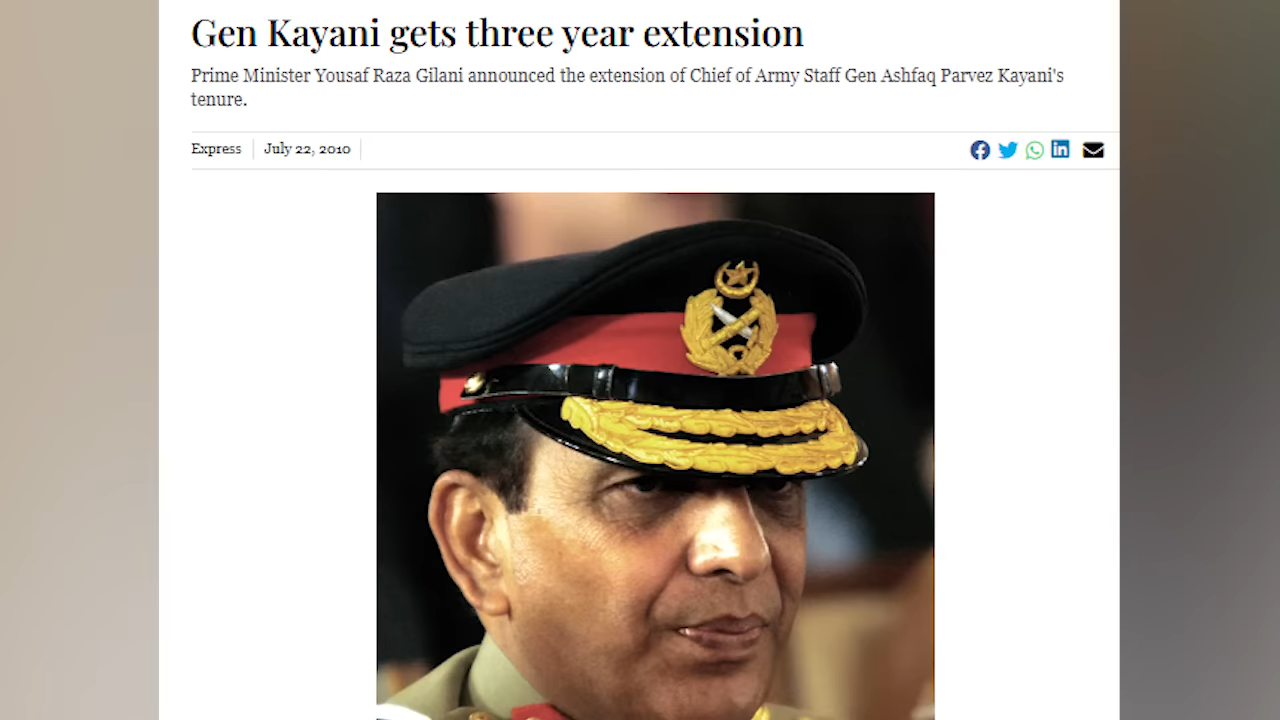 Gen Kayani gets three year extension
Prime Minister Yousaf Raza Gilani announced the extension of Chief of Army Staff Gen Ashfaq Parvez Kayani's
tenure.
Express July 22, 2010
in